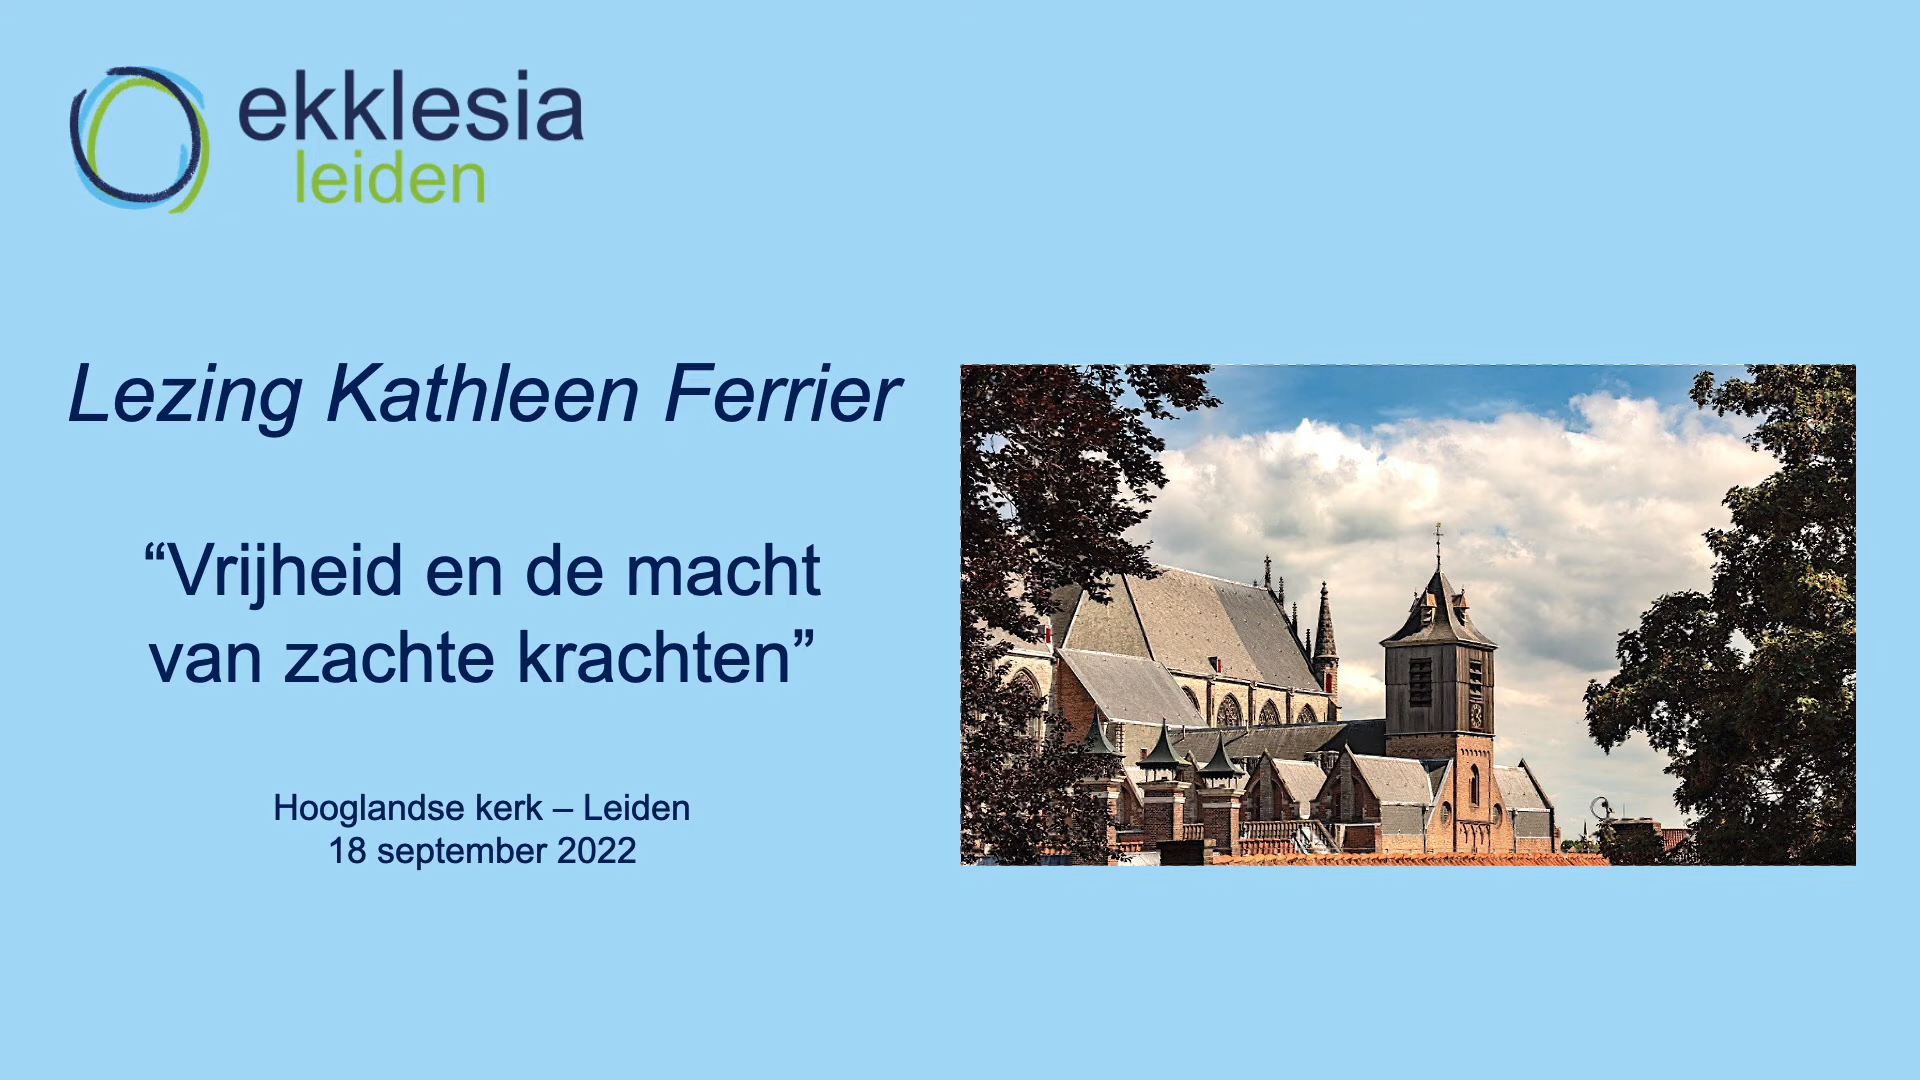 ekklesia
leiden
Lezing Kathleen Ferrier
“Vrijheid en de macht
van zachte krachten”
Hooglandse kerk – Leiden
18 september 2022